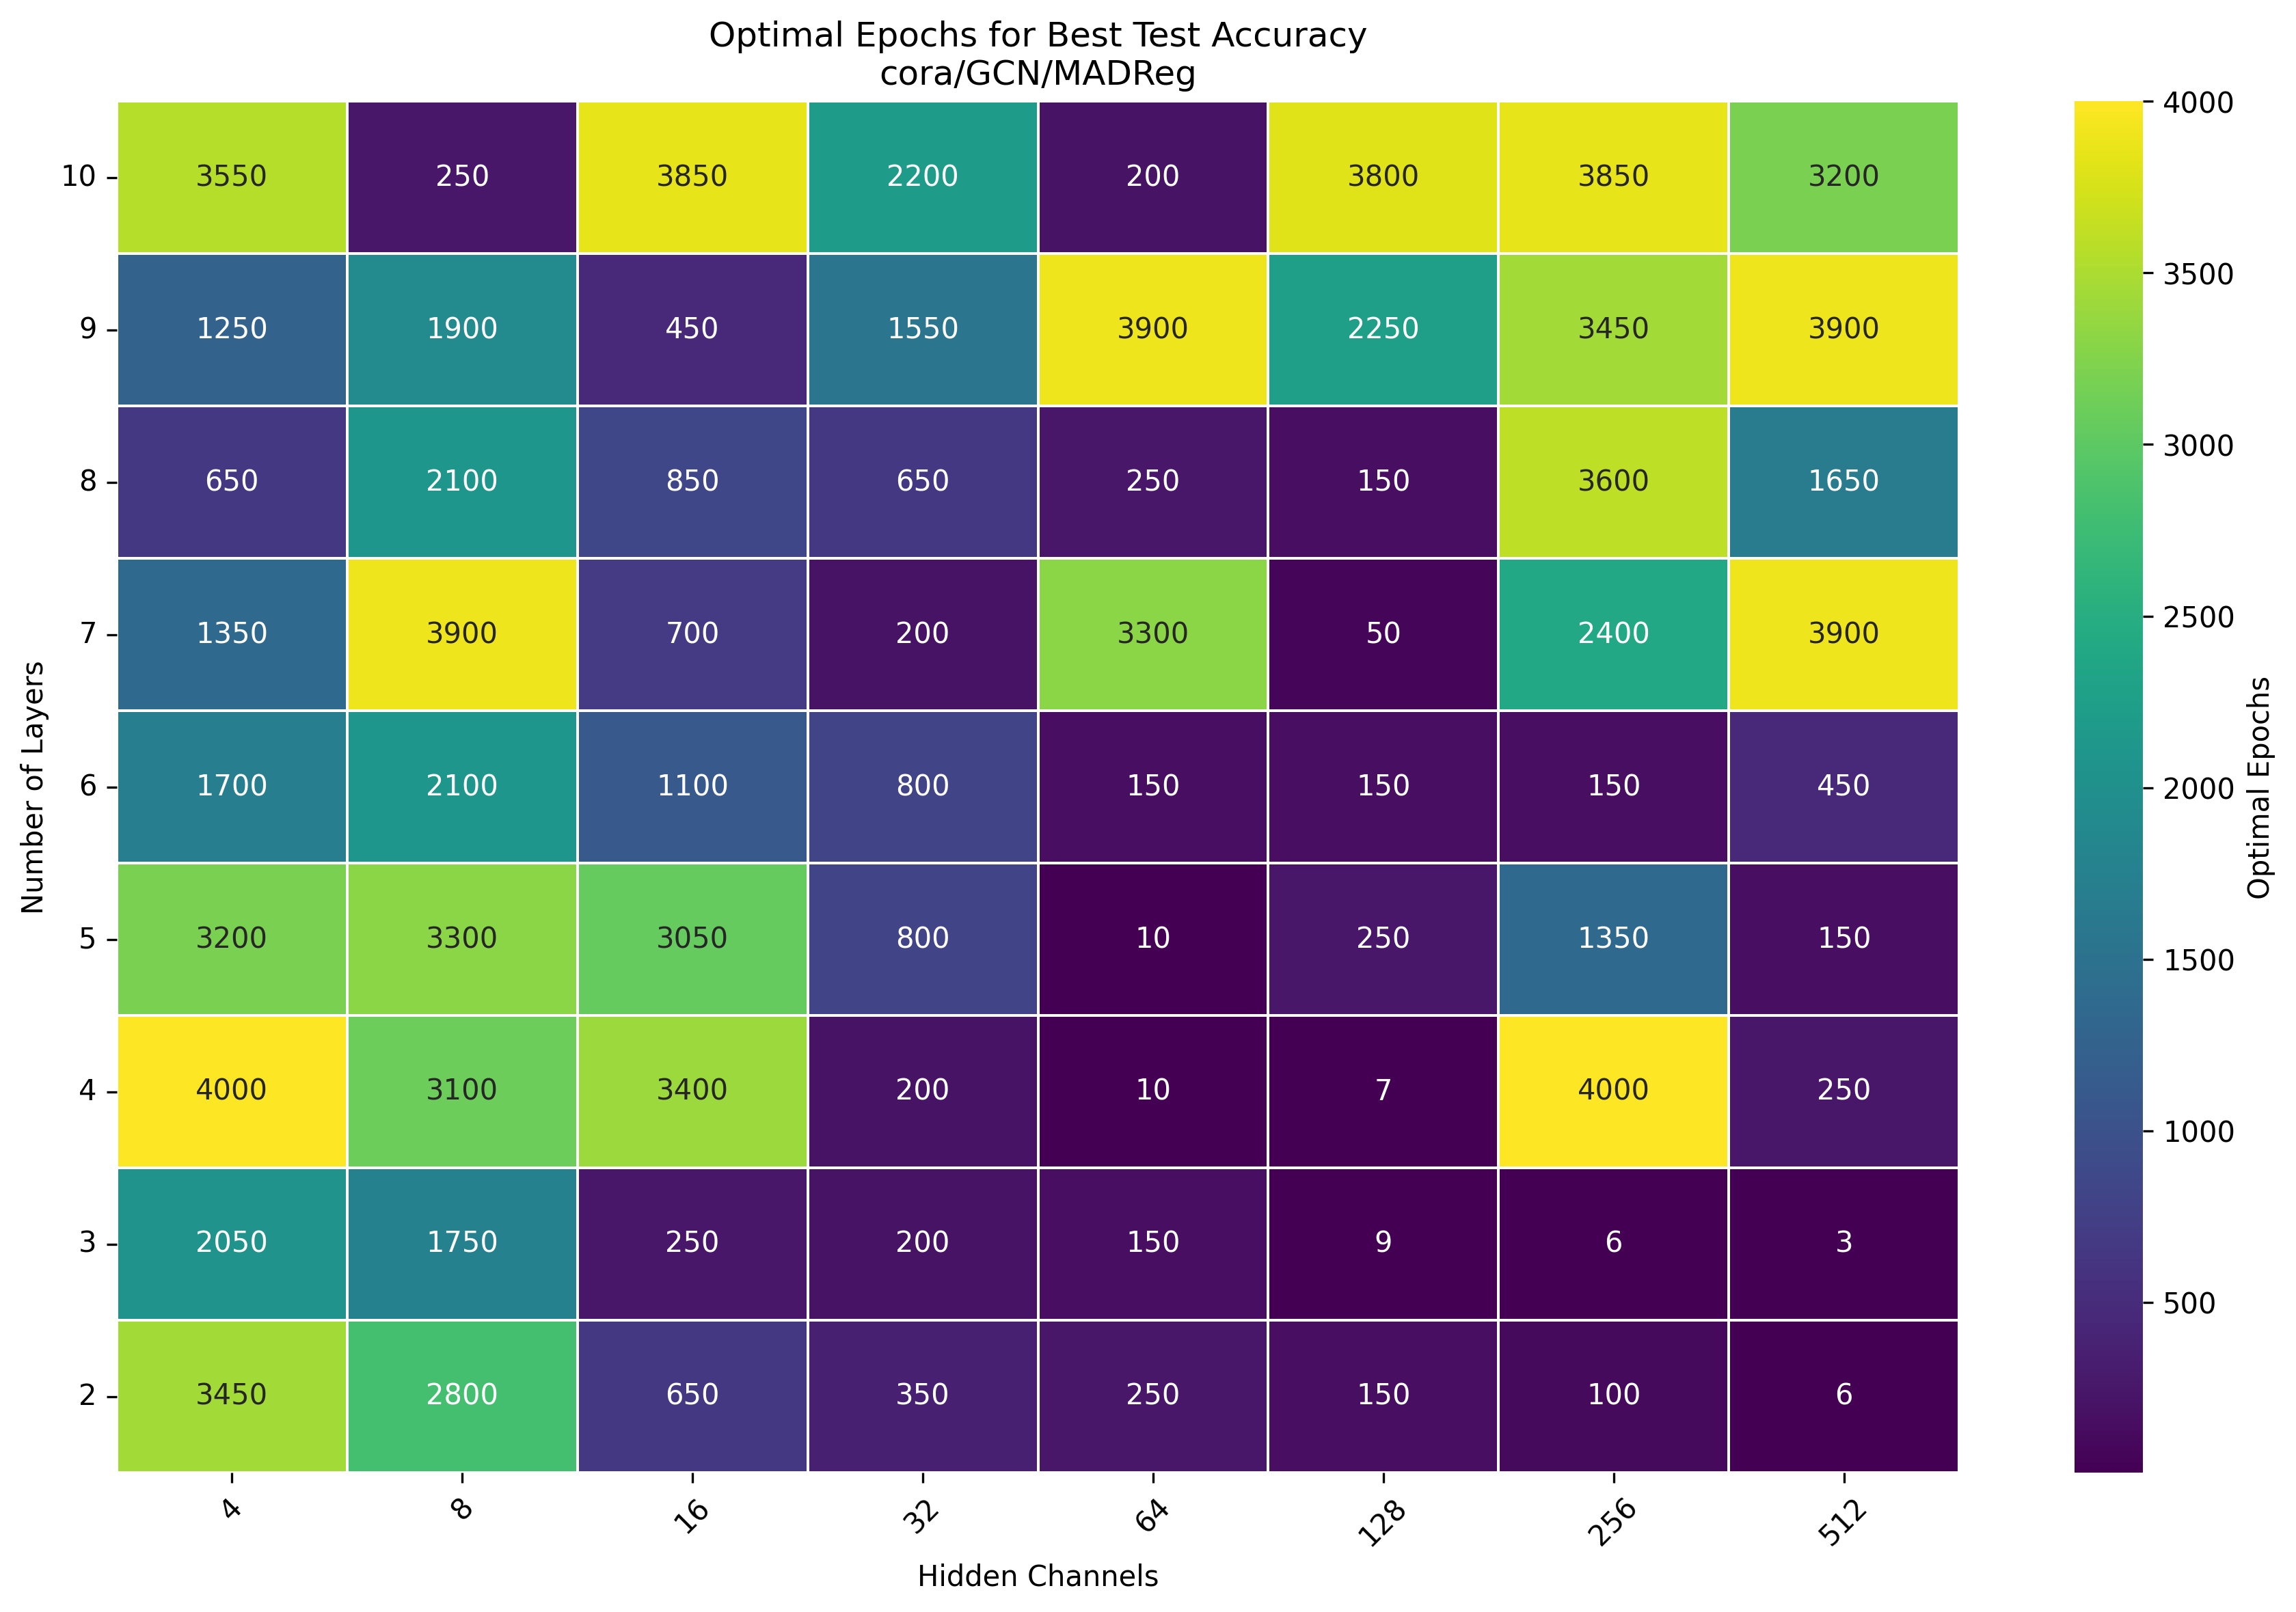 Optimal Epochs for Best Test Accuracy
cora/GCN/MADReg
Number of Layers
10 3550 250 3850 2200 200 3800 3850 3200
9 1250 1900 450 1550 3900 2250 3450 3900
8 650 2100 850 650 250 150 3600 1650
7 1350 3900 700 200 3300 50 2400 3900
6 1700 2100 1100 800 150 150 150 450
5 3200 3300 3050 800 10 250 1350 150
4 4000 3100 3400 200 10 7 4000 250
3 2050 1750 250 200 150 9 6 3
2 3450 2800 650 350 250 150 100 6
4 8 16 32 64 128 256 512
Hidden Channels
4000
3500
3000
2500
2000
1500
1000
500
Optimal Epochs